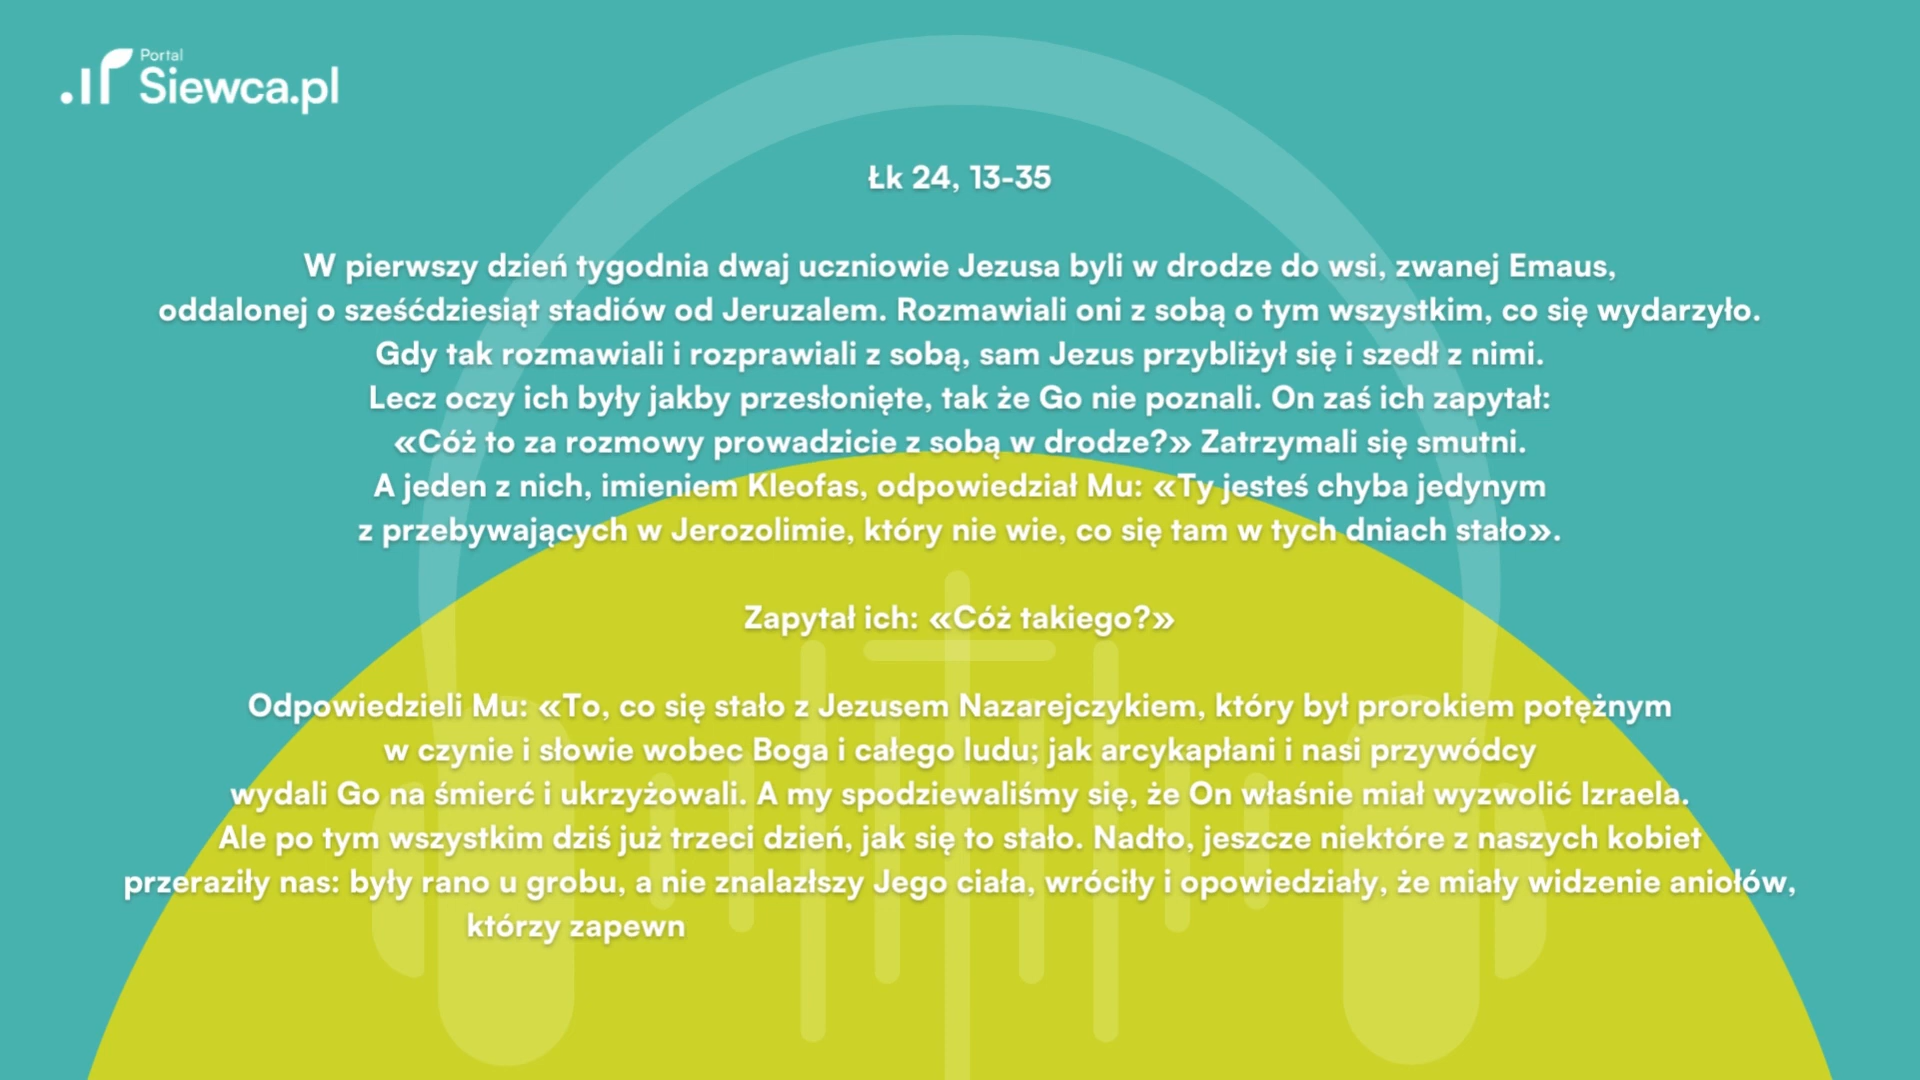 Portal
Siewca.pl
Łk 24, 13-35
W pierwszy dzień tygodnia dwaj uczniowie Jezusa byli w drodze do wsi, zwanej Emaus,
oddalonej o sześćdziesiąt stadiów od Jeruzalem. Rozmawiali oni z sobą o tym wszystkim, co się wydarzyło.
Gdy tak rozmawiali i rozprawiali z sobą, sam Jezus przybliżył się i szedł z nimi.
Lecz oczy ich były jakby przesłonięte, tak że Go nie poznali. On zaś ich zapytał:
«Cóż to za rozmowy prowadzicie z sobą w drodze?» Zatrzymali się smutni.
A jeden z nich, imieniem Kleofas, odpowiedział Mu: «Ty jesteś chyba jedynym
z przebywających w Jerozolimie, który nie wie, co się tam w tych dniach stało».
Zapytał ich: «Cóż takiego?»
Odpowiedzieli Mu: «To, co się stało z Jezusem Nazarejczykiem, który był prorokiem potężnym
w czynie i słowie wobec Boga i całego ludu; jak arcykapłani i nasi przywódcy
wydali Go na śmierć i ukrzyżowali. A my spodziewaliśmy się, że On właśnie miał wyzwolić Izraela.
Ale po tym wszystkim dziś już trzeci dzień, jak się to stało. Nadto, jeszcze niektóre z naszych kobiet
przeraziły nas: były rano u grobu, a nie znalazłszy Jego ciała, wróciły i opowiedziały, że miały widzenie aniołów,
którzy zapewn